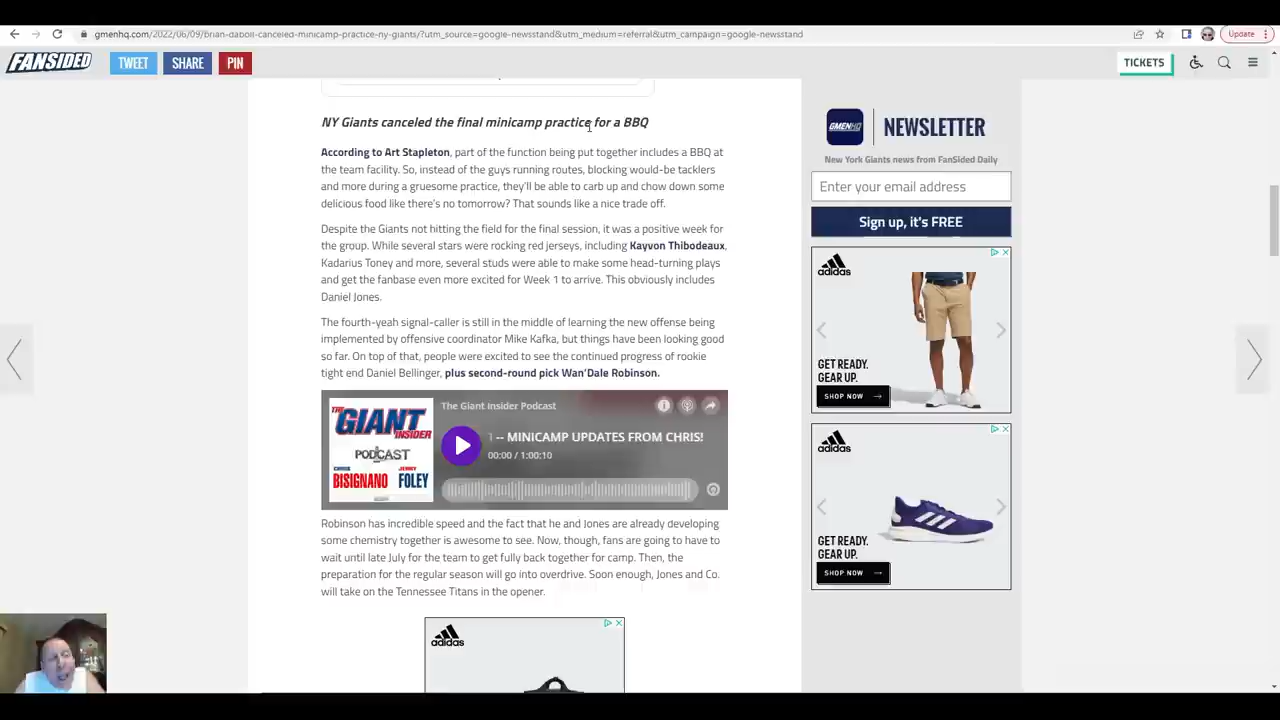 gmenhq.com/2022/06/09/brian-daboll-canceled-minicamp-practice-ny-giants/?utm_source=google-newsstand&utm_medium=referral&utm_campaign=google-newsstand
Update
FANSIDED
TWEET
SHARE
PIN
TICKETS
NY Giants canceled the final minicamp practice for a BBQ
According to Art Stapleton, part of the function being put together includes a BBQ at
the team facility. So, instead of the guys running routes, blocking would-be tacklers
and more during a gruesome practice, they'll be able to carb up and chow down some
delicious food like there's no tomorrow? That sounds like a nice trade off.
Despite the Giants not hitting the field for the final session, it was a positive week for
the group. While several stars were rocking red jerseys, including Kayvon Thibodeaux,
Kadarius Toney and more, several studs were able to make some head-turning plays
and get the fanbase even more excited for Week 1 to arrive. This obviously includes
Daniel Jones.
The fourth-yeah signal-caller is still in the middle of learning the new offense being
implemented by offensive coordinator Mike Kafka, but things have been looking good
so far. On top of that, people were excited to see the continued progress of rookie
tight end Daniel Bellinger, plus second-round pick Wan'Dale Robinson.
THE GIANT
INSIDER
PODCAST
CHRIS BISIGNANO
JERRY FOLEY
The Giant Insider Podcast
1 -- MINICAMP UPDATES FROM CHRIS!
00:00 / 1:00:10
Robinson has incredible speed and the fact that he and Jones are already developing
some chemistry together is awesome to see. Now, though, fans are going to have to
wait until late July for the team to get fully back together for camp. Then, the
preparation for the regular season will go into overdrive. Soon enough, Jones and Co.
will take on the Tennessee Titans in the opener.
adidas
GMENHQ
NEWSLETTER
New York Giants news from FanSided Daily
Enter your email address
Sign up, it's FREE
adidas
GET READY.
GEAR UP.
SHOP NOW
adidas
GET READY.
GEAR UP.
SHOP NOW